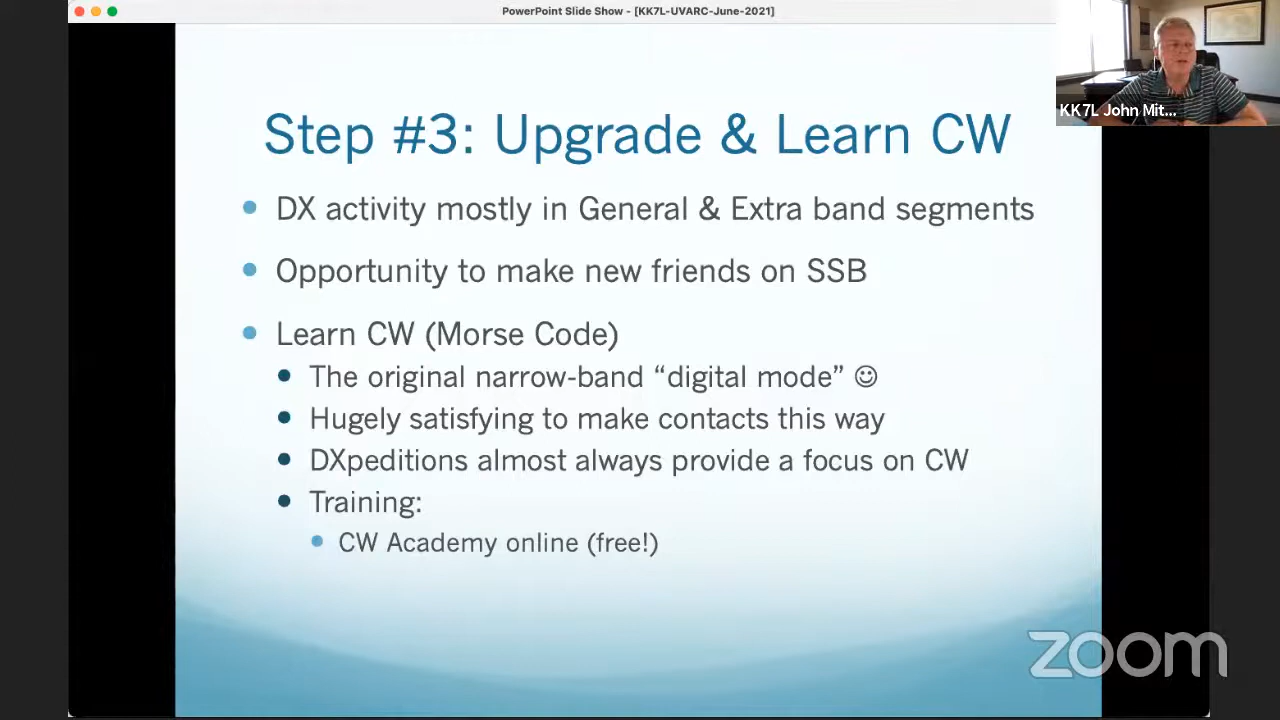 PowerPoint Slide Show - [KK7L-UVARC-June-2021]
KK7L John Mit...
Step #3: Upgrade & Learn CW
DX activity mostly in General & Extra band segments
Opportunity to make new friends on SSB
Learn CW (Morse Code)
The original narrow-band “digital mode” ☺
Hugely satisfying to make contacts this way
DXpeditions almost always provide a focus on CW
Training:
CW Academy online (free!)
zoom